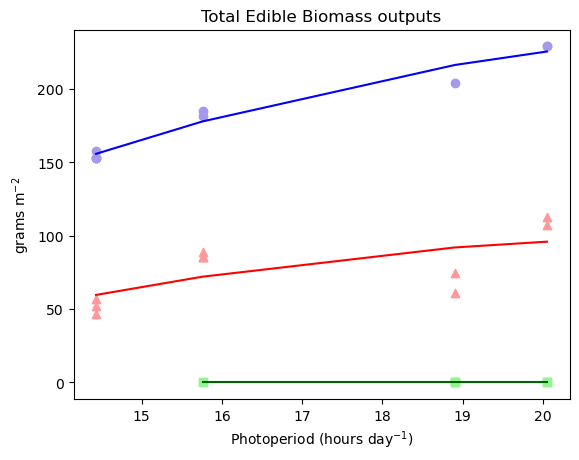 Total Edible Biomass outputs
grams m⁻²
200
150
100
50
0
15 16 17 18 19 20
Photoperiod (hours day⁻¹)